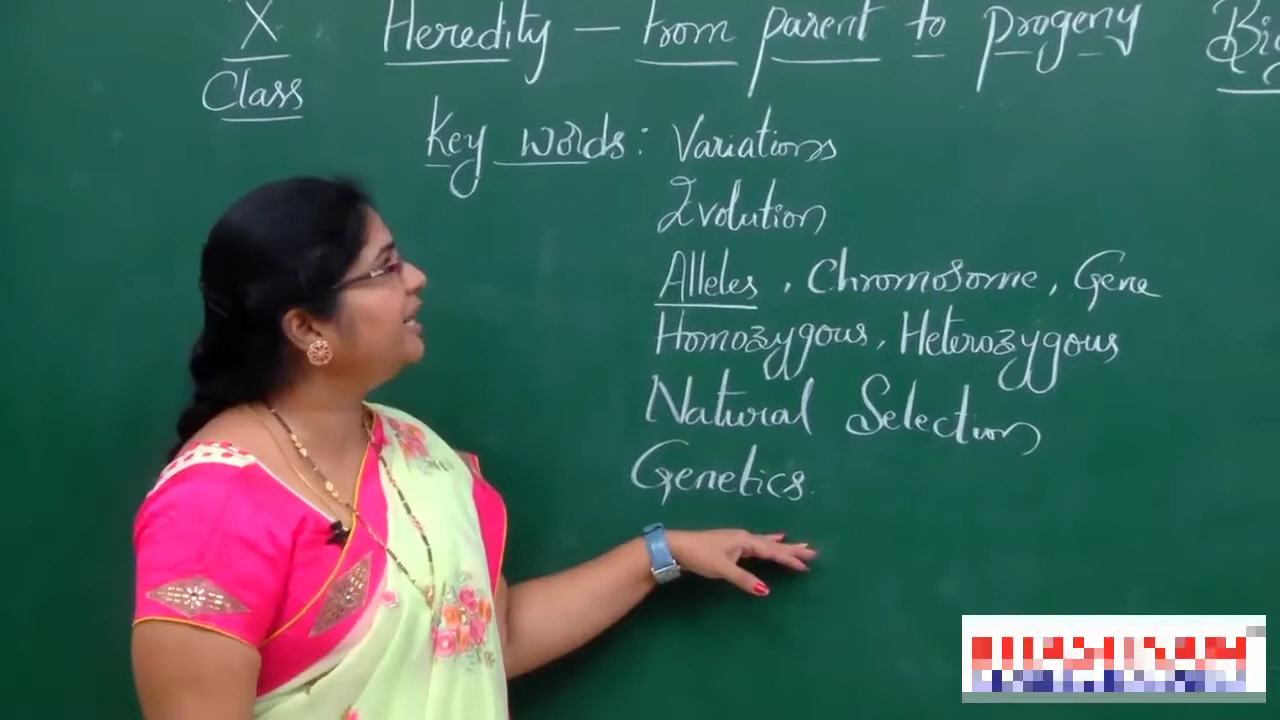 X Heredity – from parent to progeny
Class
Key words: Variations
Evolution
Alleles, Chromosome, Gene
Homozygous, Heterozygous
Natural Selection
Genetics.